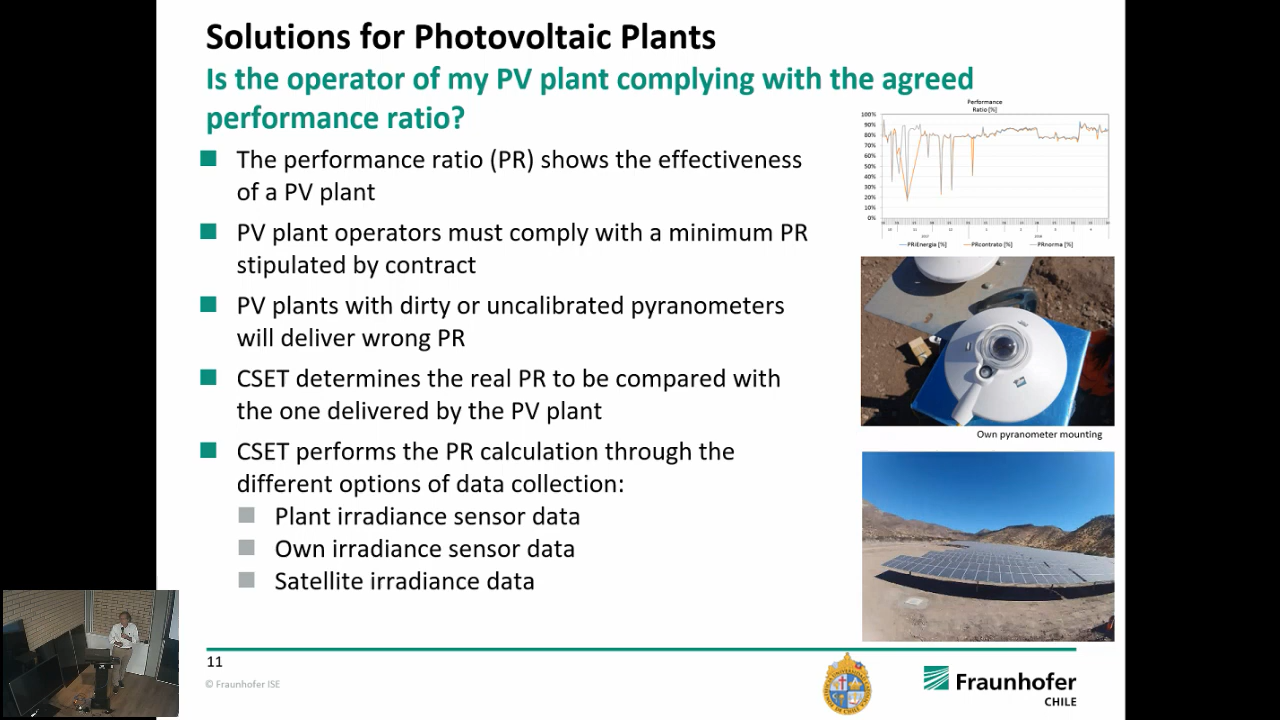 Solutions for Photovoltaic Plants
Is the operator of my PV plant complying with the agreed
performance ratio?
The performance ratio (PR) shows the effectiveness
of a PV plant
PV plant operators must comply with a minimum PR
stipulated by contract
PV plants with dirty or uncalibrated pyranometers
will deliver wrong PR
CSET determines the real PR to be compared with
the one delivered by the PV plant
CSET performs the PR calculation through the
different options of data collection:
Plant irradiance sensor data
Own irradiance sensor data
Satellite irradiance data
Performance
Ratio [%]
100%
90%
80%
70%
60%
50%
40%
30%
20%
10%
0%
PRcontrato [%]
PRnorma [%]
Own pyranometer mounting
11
© Fraunhofer ISE
Fraunhofer
CHILE